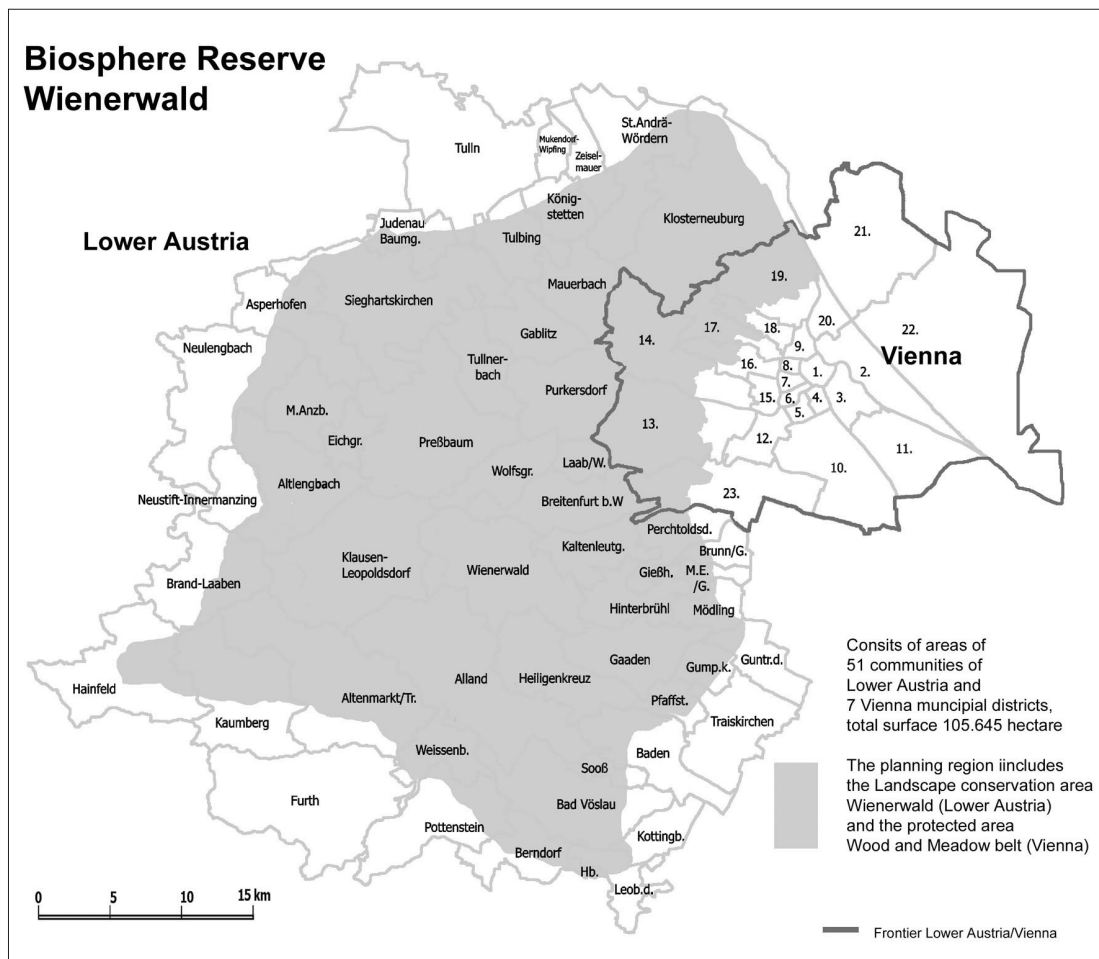 Biosphere Reserve
Wienerwald
St.Andrä-
Wördern
Mukendorf-
Wipfing
Tulln
Zeisel-
mauer
König-
stetten
Klosterneuburg
Judenau
Baumg.
Lower Austria
Tulbing
21.
19.
Mauerbach
Asperhofen
Sieghartskirchen
20.
Gablitz
17.
18.
22.
14.
9.
Neulengbach
Vienna
Tullner-
bach
16.
8.
1.
2.
7.
Purkersdorf
15.
6.
4.
3.
5.
M.Anzb.
13.
Eichgr.
Preßbaum
12.
11.
Laab/W.
10.
Wolfsgr.
Altlengbach
23.
Neustift-Innermanzing
Breitenfurt b.W
Perchtoldsd.
Kaltenleutg.
Brunn/G.
Klausen-
Leopoldsdorf
Wienerwald
Gießh.
M.E.
/G.
Brand-Laaben
Hinterbrühl
Mödling
Gaaden
Gump.k.
Guntr.d.
Hainfeld
Alland
Heiligenkreuz
Altenmarkt/Tr.
Pfaffst.
Kaumberg
Traiskirchen
Weissenb.
Baden
Sooß
Furth
Bad Vöslau
Pottenstein
Kottingb.
Berndorf
Hb.
Leob.d.
Consits of areas of
51 communities of
Lower Austria and
7 Vienna muncipial districts,
total surface 105.645 hectare
The planning region iincludes
the Landscape conservation area
Wienerwald (Lower Austria)
and the protected area
Wood and Meadow belt (Vienna)
0 5 10 15 km
Frontier Lower Austria/Vienna